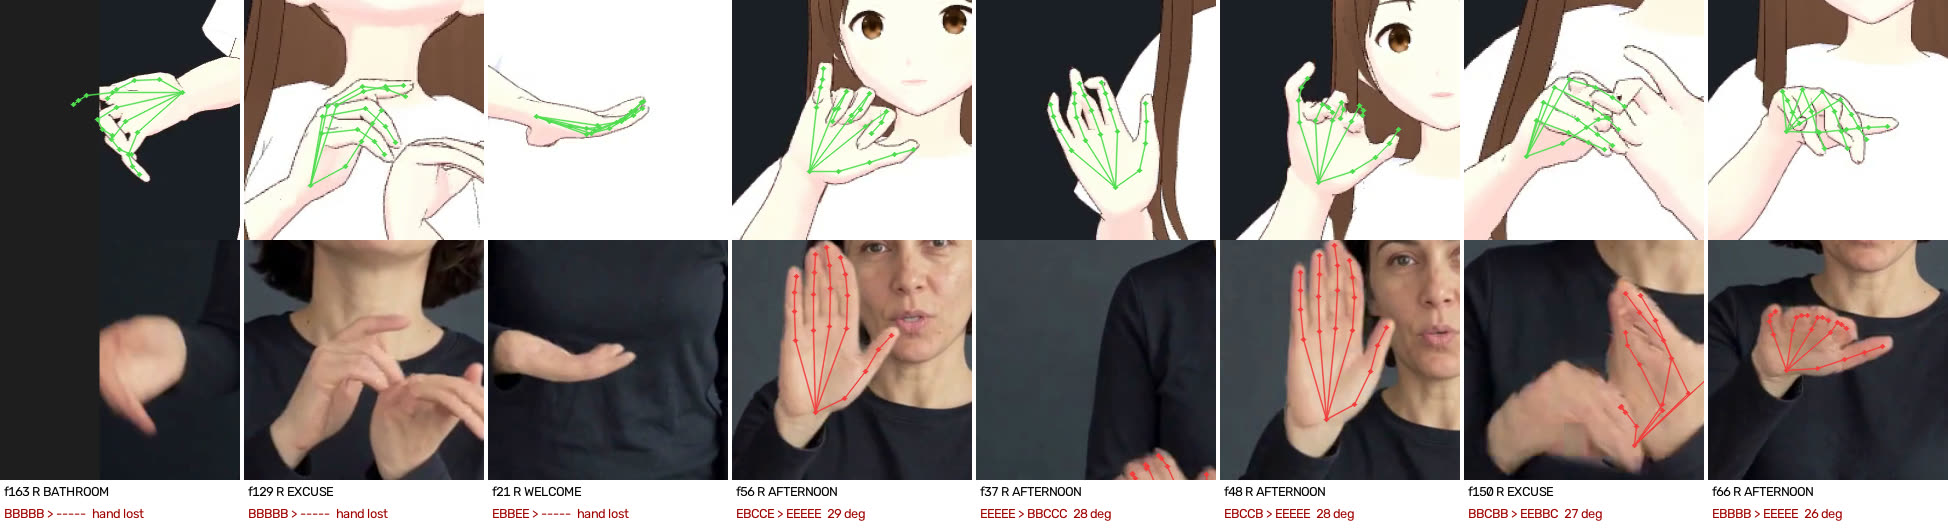 f163 R BATHROOM
BBBBB > ----- hand lost
f129 R EXCUSE
BBBBB > ----- hand lost
f21 R WELCOME
EBBEE > ----- hand lost
f56 R AFTERNOON
EBCCE > EEEEE 29 deg
f37 R AFTERNOON
EEEEE > BBCCC 28 deg
f48 R AFTERNOON
EBCCB > EEEEE 28 deg
f150 R EXCUSE
BBCBB > EEBBC 27 deg
f66 R AFTERNOON
EBBBB > EEEEE 26 deg